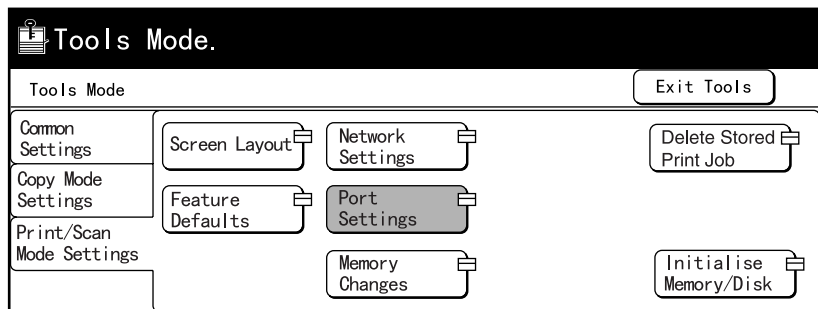 Tools Mode.
Tools Mode
Exit Tools
Common
Settings
Copy Mode
Settings
Print/Scan
Mode Settings
Screen Layout
Network
Settings
Delete Stored
Print Job
Feature
Defaults
Port
Settings
Memory
Changes
Initialise
Memory/Disk